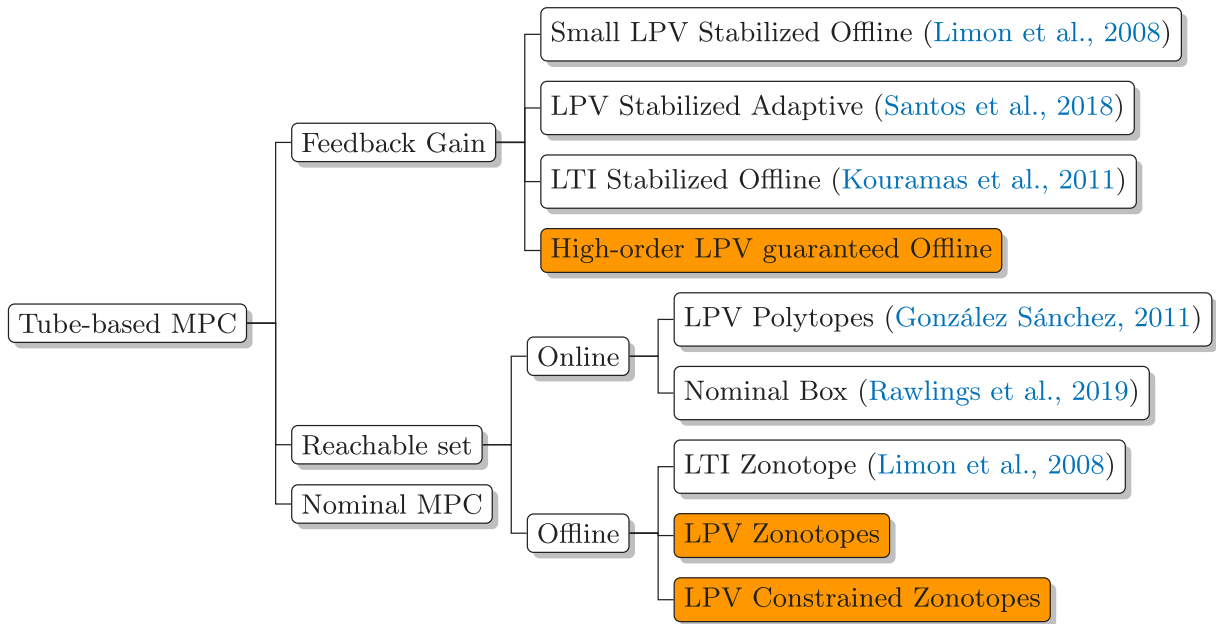 Small LPV Stabilized Offline (Limon et al., 2008)
LPV Stabilized Adaptive (Santos et al., 2018)
Feedback Gain
LTI Stabilized Offline (Kouramas et al., 2011)
High-order LPV guaranteed Offline
Tube-based MPC
LPV Polytopes (González Sánchez, 2011)
Online
Nominal Box (Rawlings et al., 2019)
Reachable set
LTI Zonotope (Limon et al., 2008)
Nominal MPC
Offline
LPV Zonotopes
LPV Constrained Zonotopes